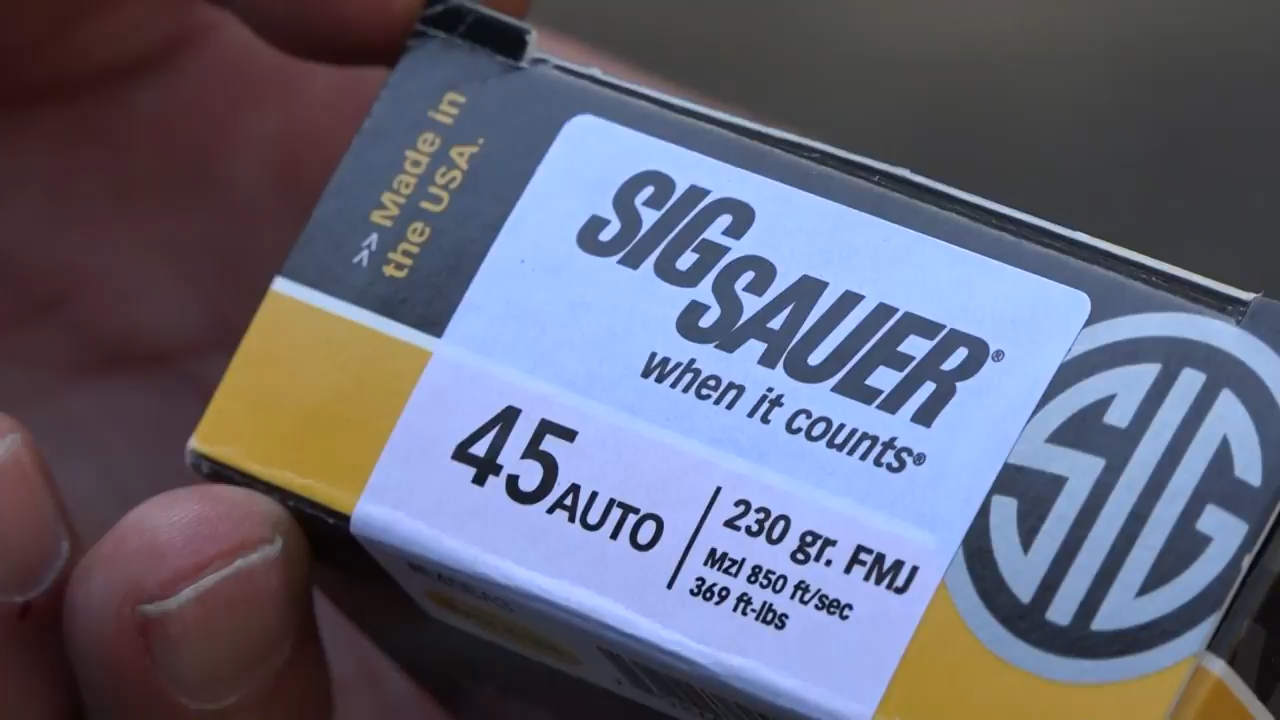 >> Made in
the USA.
SIG
SAUER®
when it counts®
45 AUTO
230 gr. FMJ
Mzl 850 ft/sec
369 ft-lbs
SIG